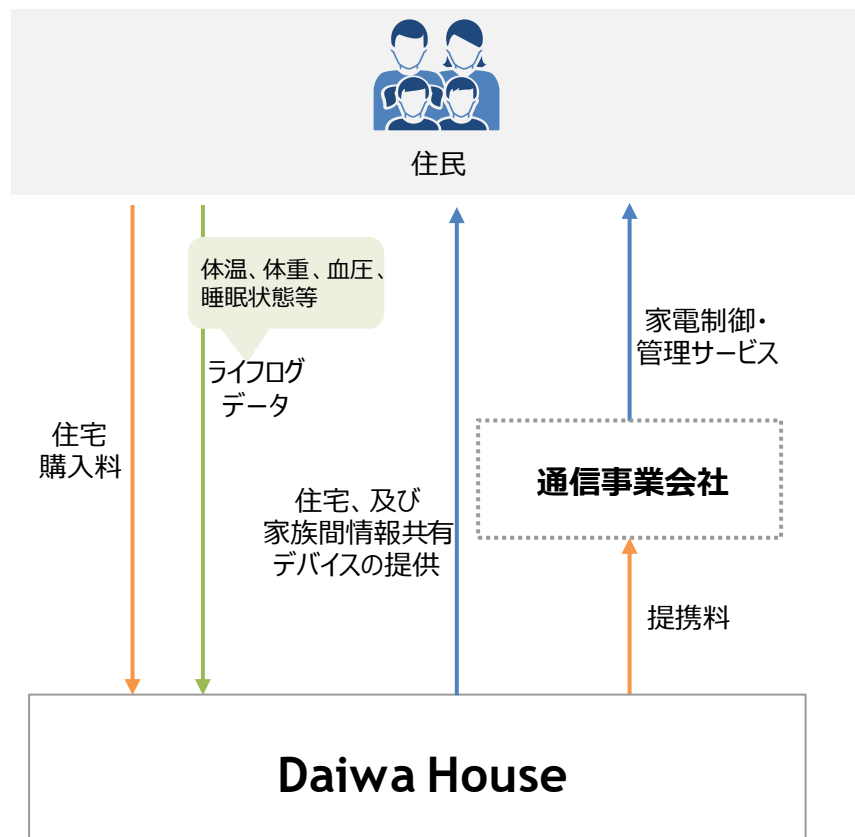 住民
体温、体重、血圧、
睡眠状態等
ライフログ
データ
家電制御・
管理サービス
住宅
購入料
通信事業会社
住宅、及び
家族間情報共有
デバイスの提供
提携料
Daiwa House